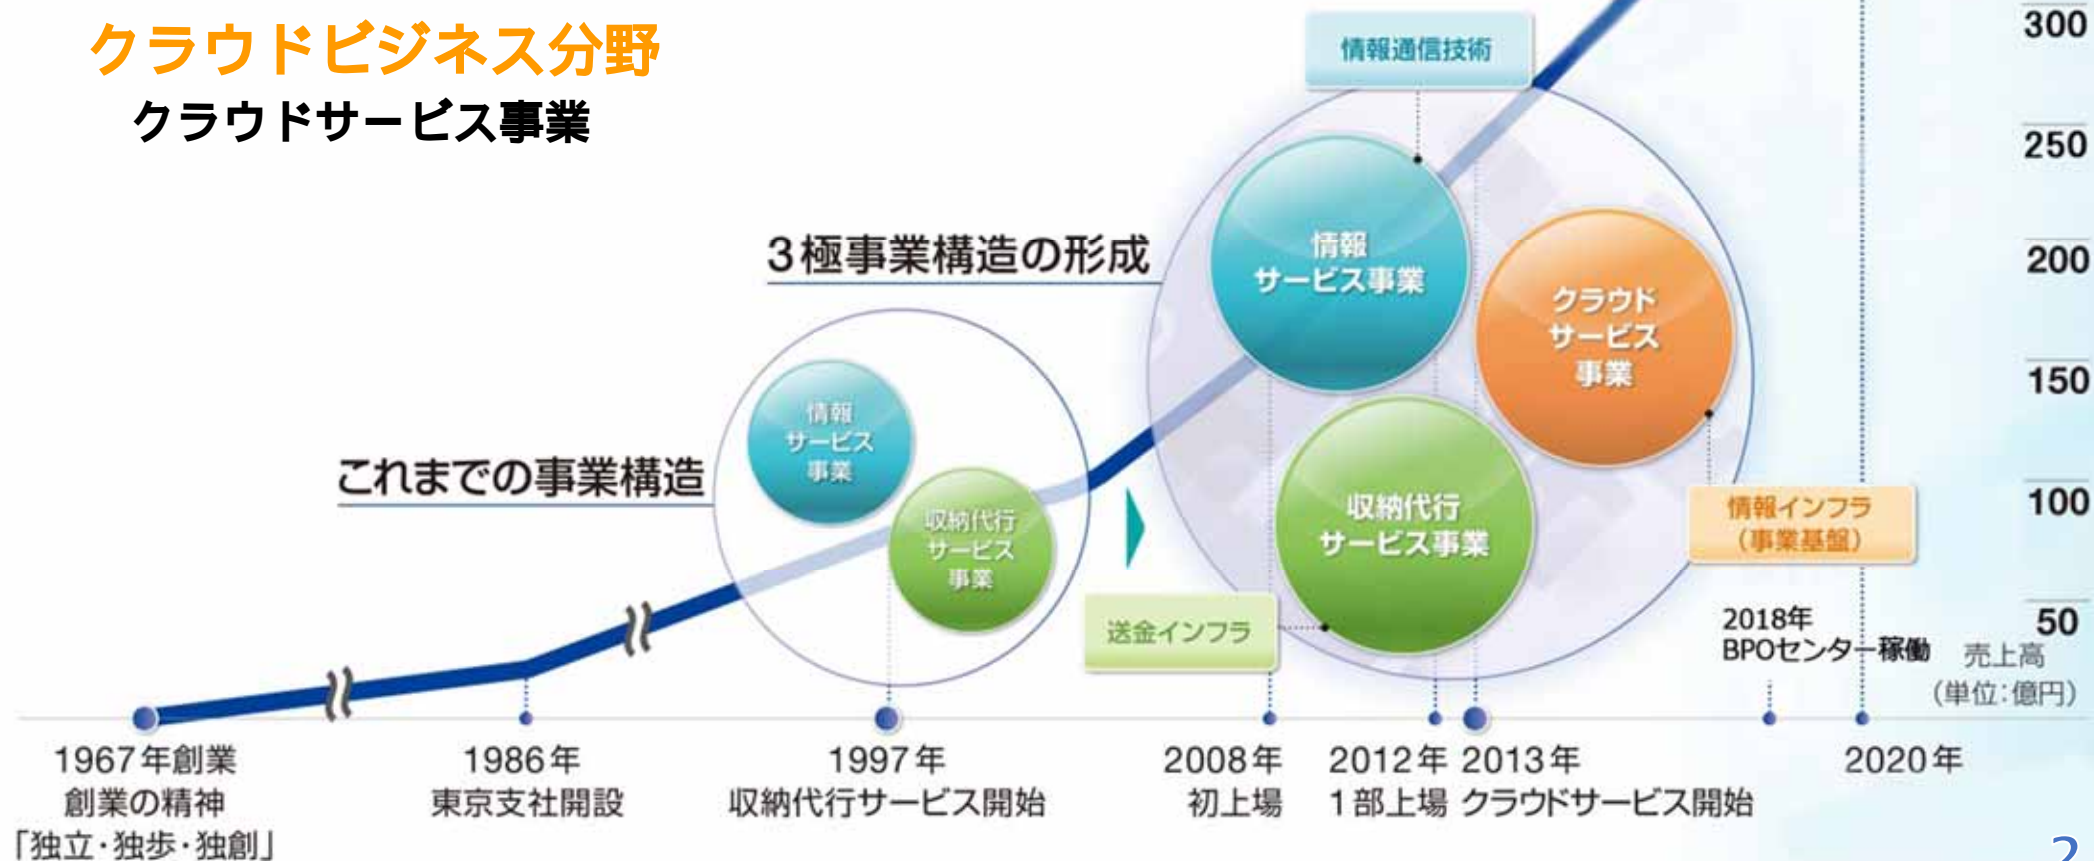 クラウドビジネス分野
クラウドサービス事業
情報通信技術
3極事業構造の形成
情報
サービス事業
クラウド
サービス
事業
収納代行
サービス事業
情報インフラ
(事業基盤)
送金インフラ
これまでの事業構造
情報
サービス
事業
収納代行
サービス
事業
300
250
200
150
100
50
売上高
(単位:億円)
2018年
BPOセンター稼働
1967年創業
創業の精神
「独立・独歩・独創」
1986年
東京支社開設
1997年
収納代行サービス開始
2008年
初上場
2012年
1部上場
2013年
クラウドサービス開始
2020年
2